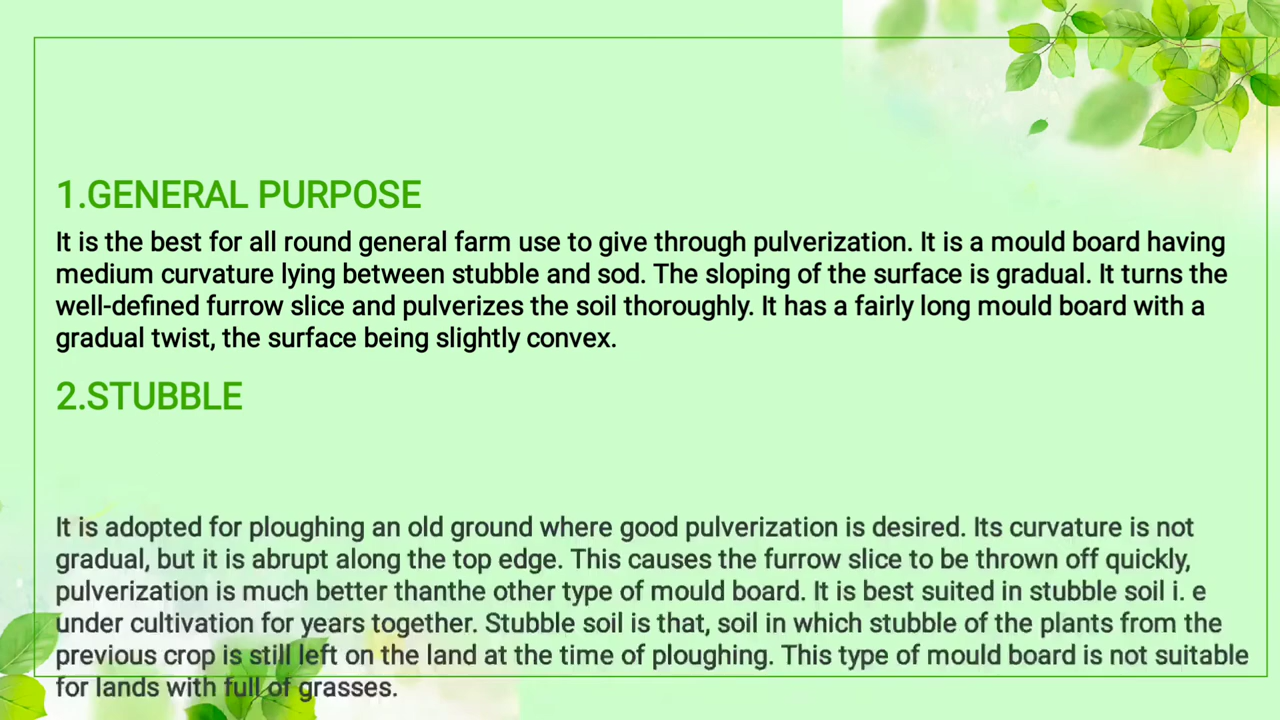 1.GENERAL PURPOSE
It is the best for all round general farm use to give through pulverization. It is a mould board having
medium curvature lying between stubble and sod. The sloping of the surface is gradual. It turns the
well-defined furrow slice and pulverizes the soil thoroughly. It has a fairly long mould board with a
gradual twist, the surface being slightly convex.
2.STUBBLE
It is adopted for ploughing an old ground where good pulverization is desired. Its curvature is not
gradual, but it is abrupt along the top edge. This causes the furrow slice to be thrown off quickly,
pulverization is much better thanthe other type of mould board. It is best suited in stubble soil i. e
under cultivation for years together. Stubble soil is that, soil in which stubble of the plants from the
previous crop is still left on the land at the time of ploughing. This type of mould board is not suitable
for lands with full of grasses.